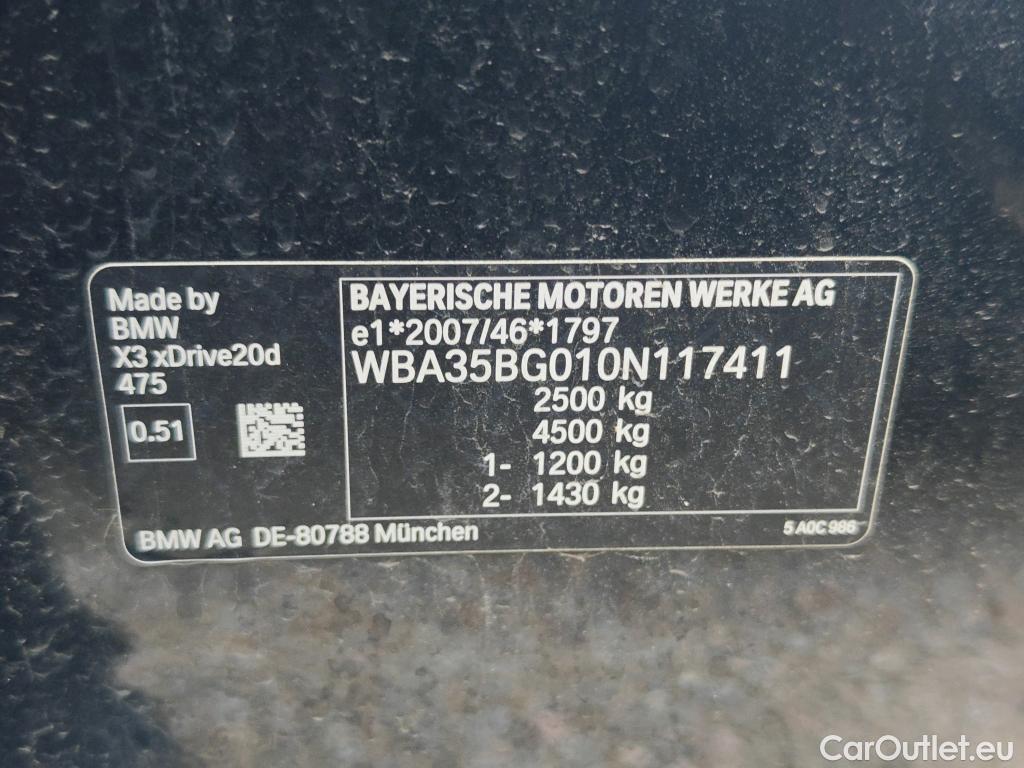 Made by
BMW
X3 xDrive20d
475
0.51
BAYERISCHE MOTOREN WERKE AG
e1*2007/46*1797
WBA35BG010N117411
2500 kg
4500 kg
1- 1200 kg
2- 1430 kg
BMW AG DE-80788 München
5 A0C 986
CarOutlet.eu